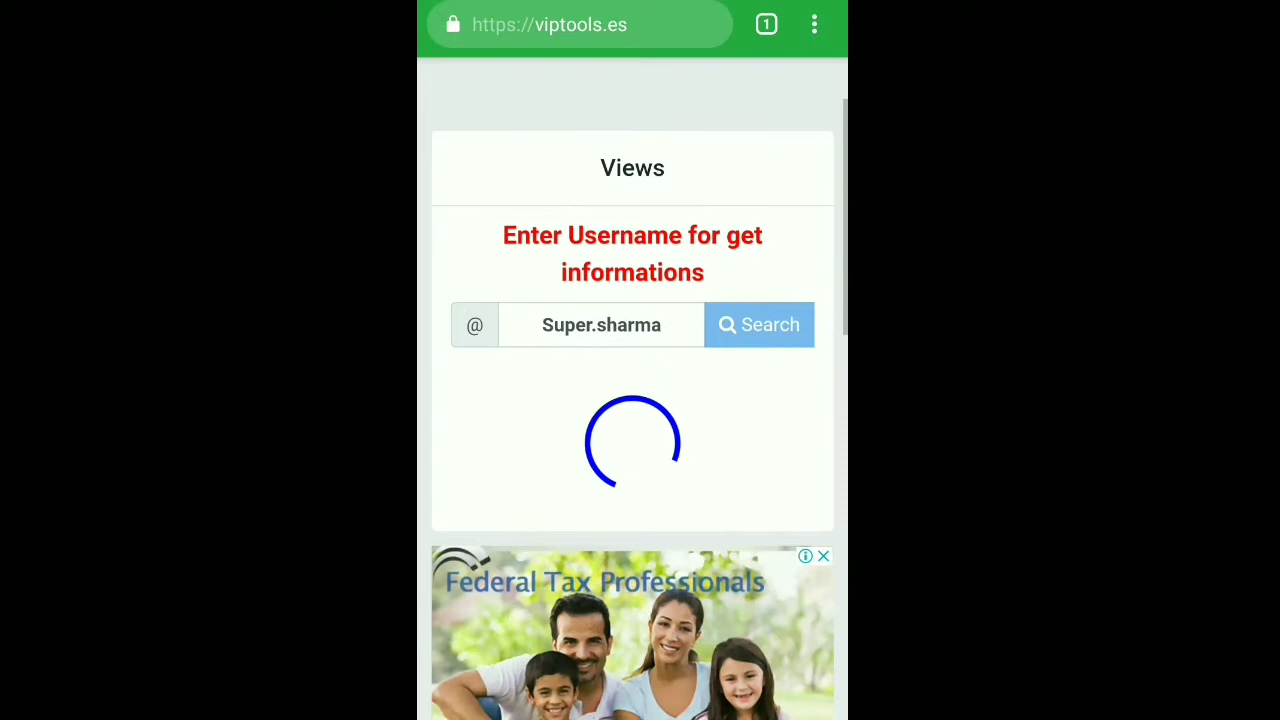 https://viptools.es
1
Views
Enter Username for get
informations
@ Super.sharma Search
Federal Tax Professionals